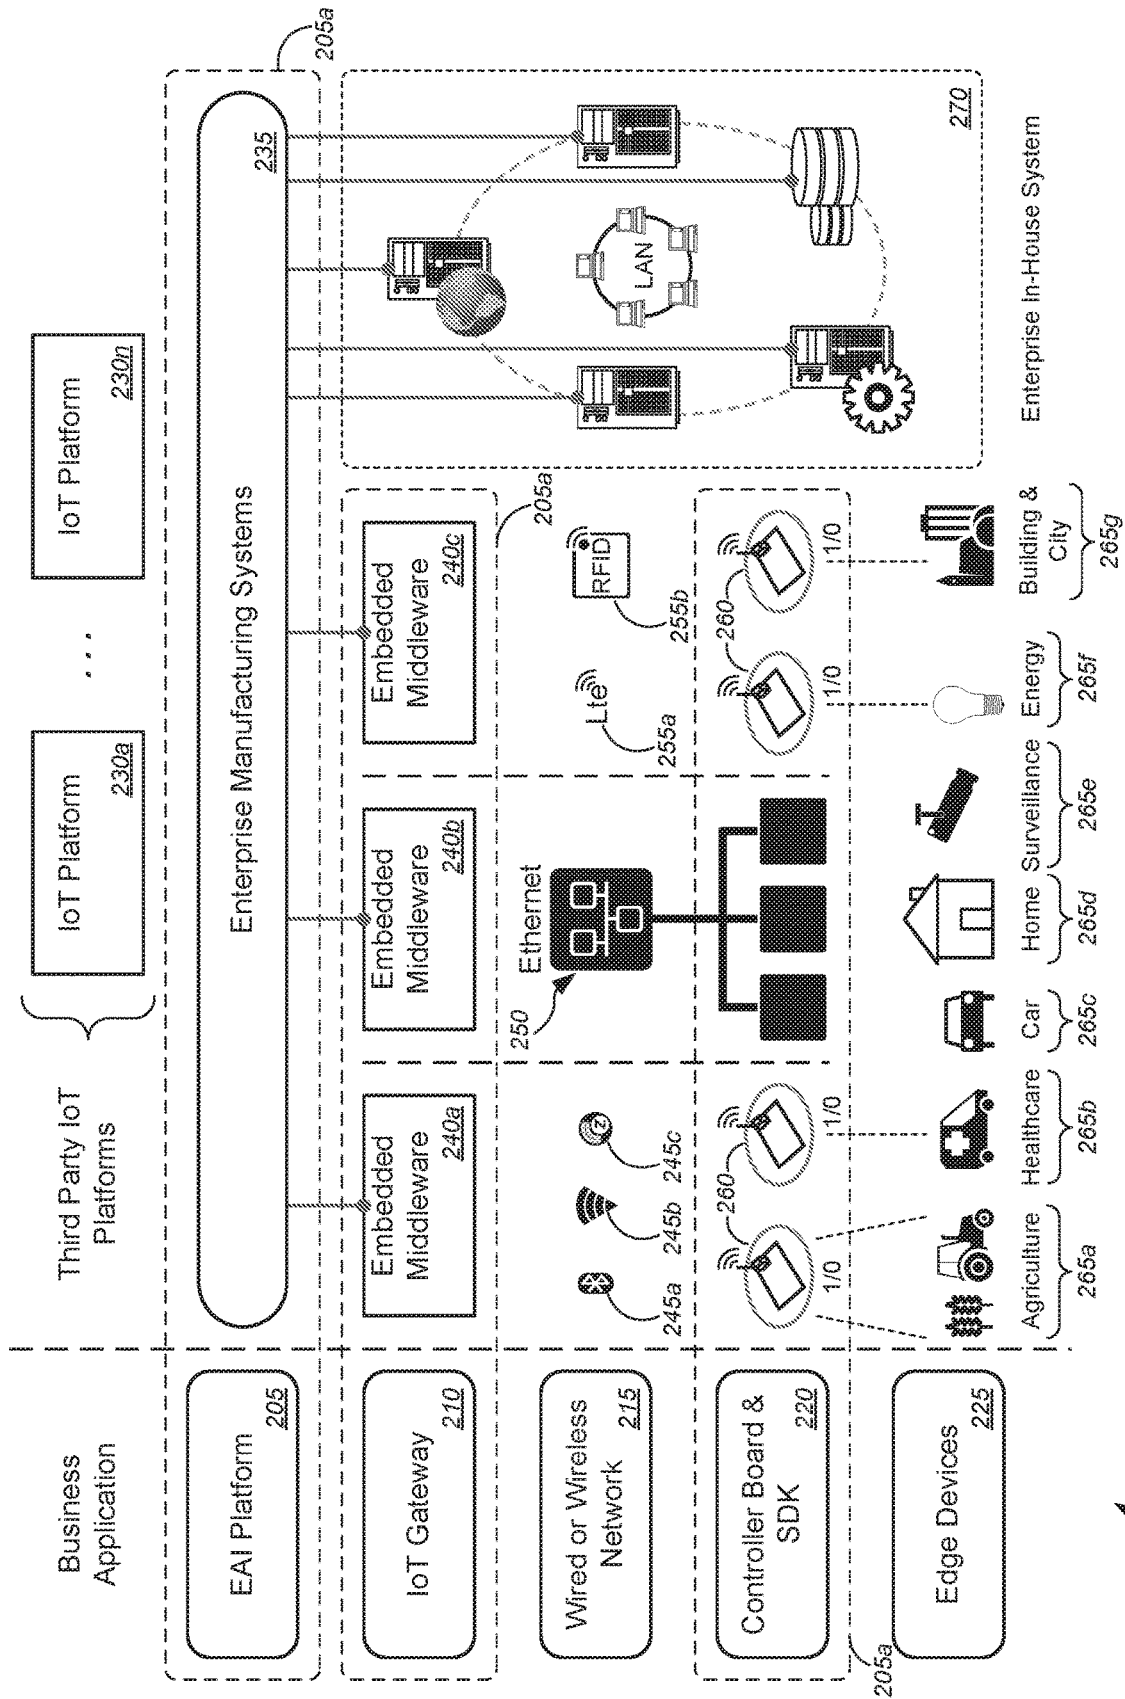 Business
Application
Third Party IoT
Platforms
IoT Platform
230a
. . .
IoT Platform
230n
205a
EAI Platform
205
Enterprise Manufacturing Systems
235
IoT Gateway
210
Embedded
Middleware
240a
Embedded
Middleware
240b
Embedded
Middleware
240c
205a
Wired or Wireless
Network
215
245a
245b
245c
250
Ethernet
Lte
255a
RFID
255b
Controller Board &
SDK
220
205a
260
1/0
1/0
260
1/0
1/0
Edge Devices
225
Agriculture
265a
Healthcare
265b
Car
265c
Home
265d
Surveillance
265e
Energy
265f
Building &
City
265g
LAN
270
Enterprise In-House System